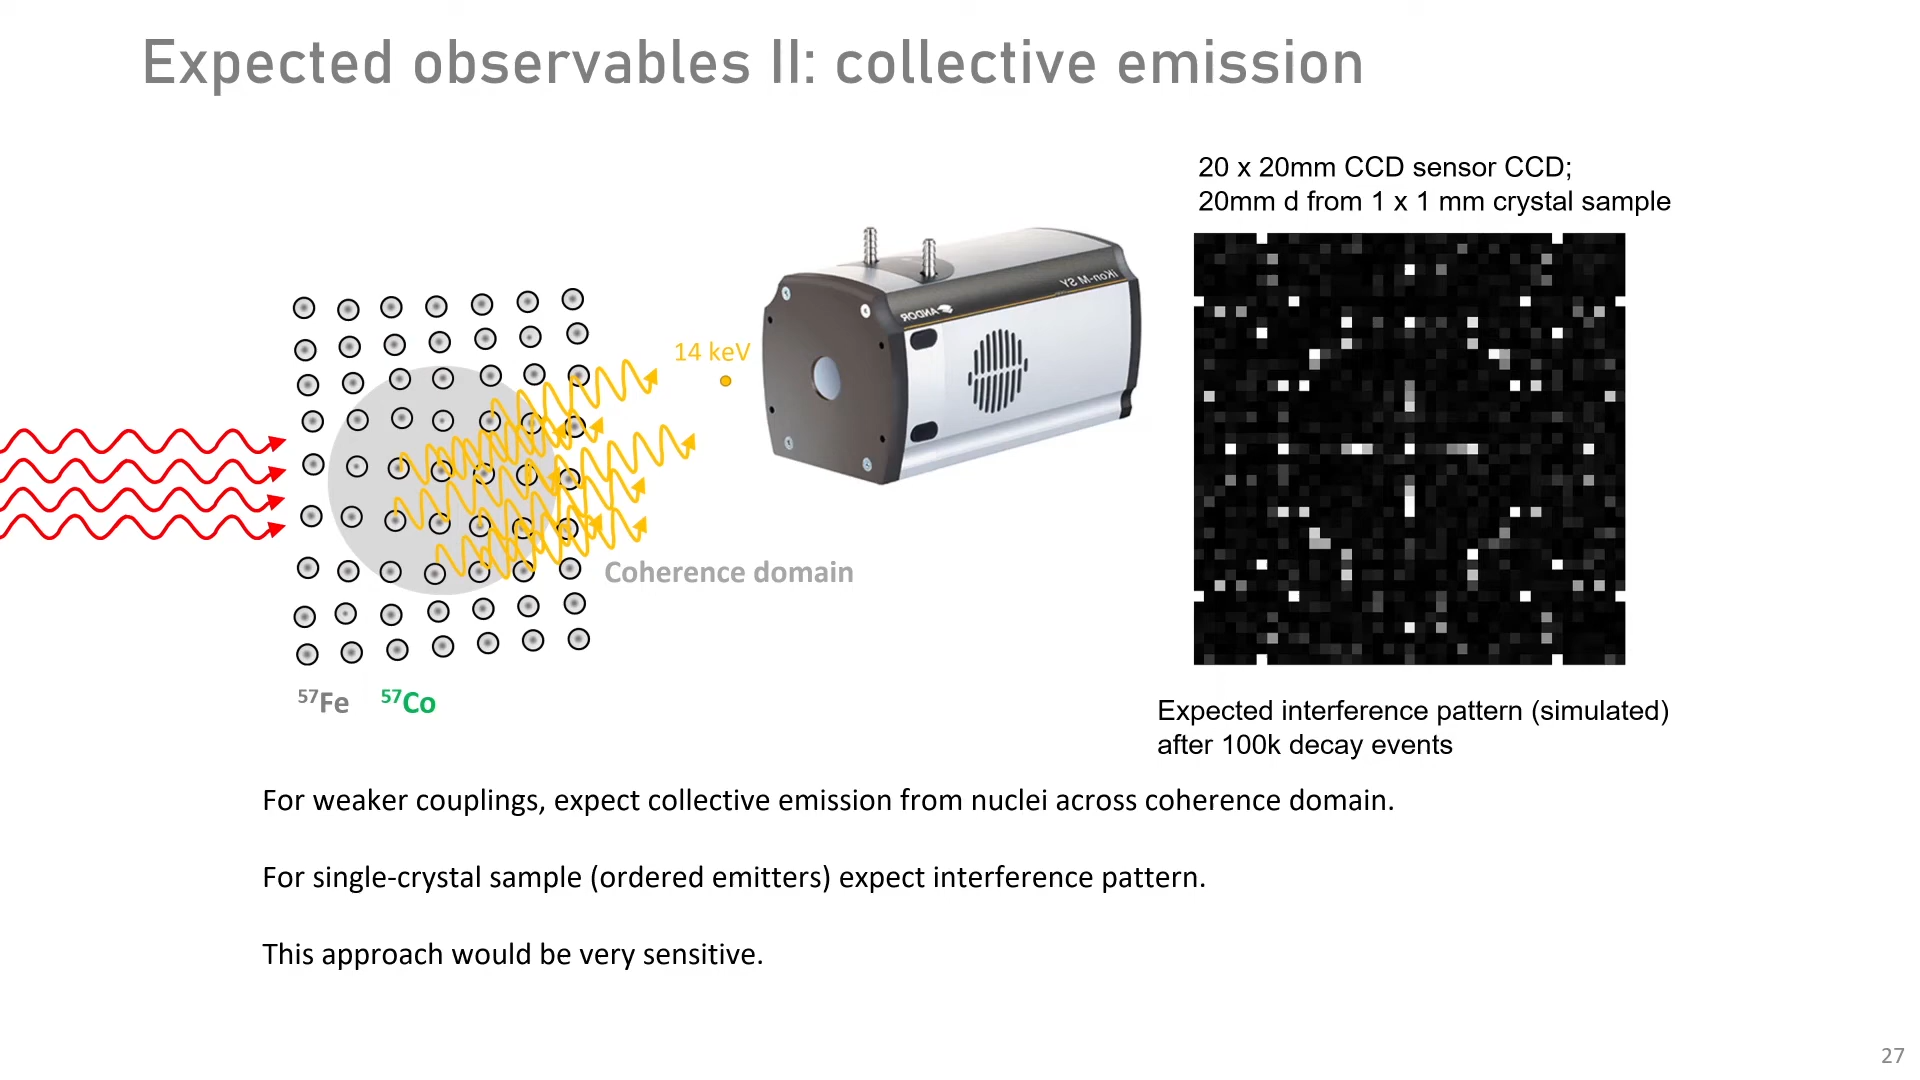 Expected observables II: collective emission
20 x 20mm CCD sensor CCD;
20mm d from 1 x 1 mm crystal sample
iKon-M SY
ANDOR
14 keV
Coherence domain
⁵⁷Fe ⁵⁷Co
Expected interference pattern (simulated)
after 100k decay events
For weaker couplings, expect collective emission from nuclei across coherence domain.
For single-crystal sample (ordered emitters) expect interference pattern.
This approach would be very sensitive.
27